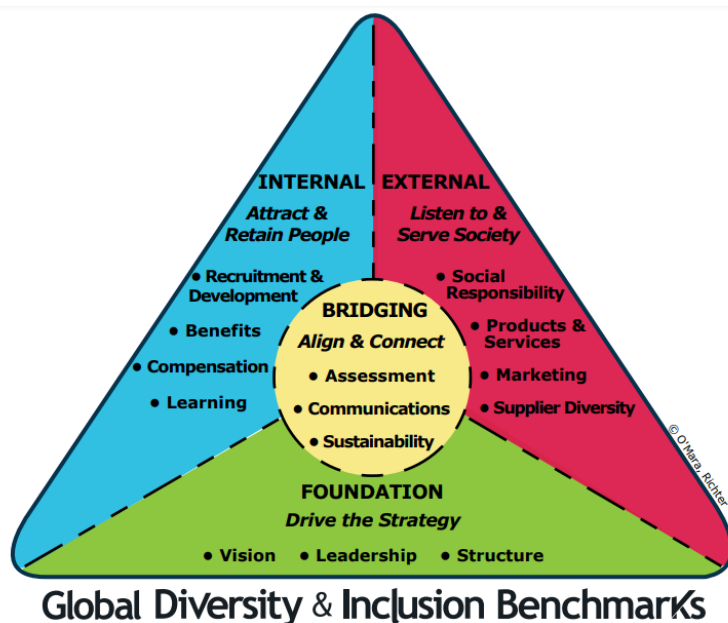 INTERNAL
Attract &
Retain People
• Recruitment &
Development
• Benefits
• Compensation
• Learning
EXTERNAL
Listen to &
Serve Society
• Social
Responsibility
• Products &
Services
• Marketing
• Supplier Diversity
BRIDGING
Align & Connect
• Assessment
• Communications
• Sustainability
FOUNDATION
Drive the Strategy
• Vision • Leadership • Structure
© O'Mara, Richter
Global Diversity & Inclusion Benchmarks